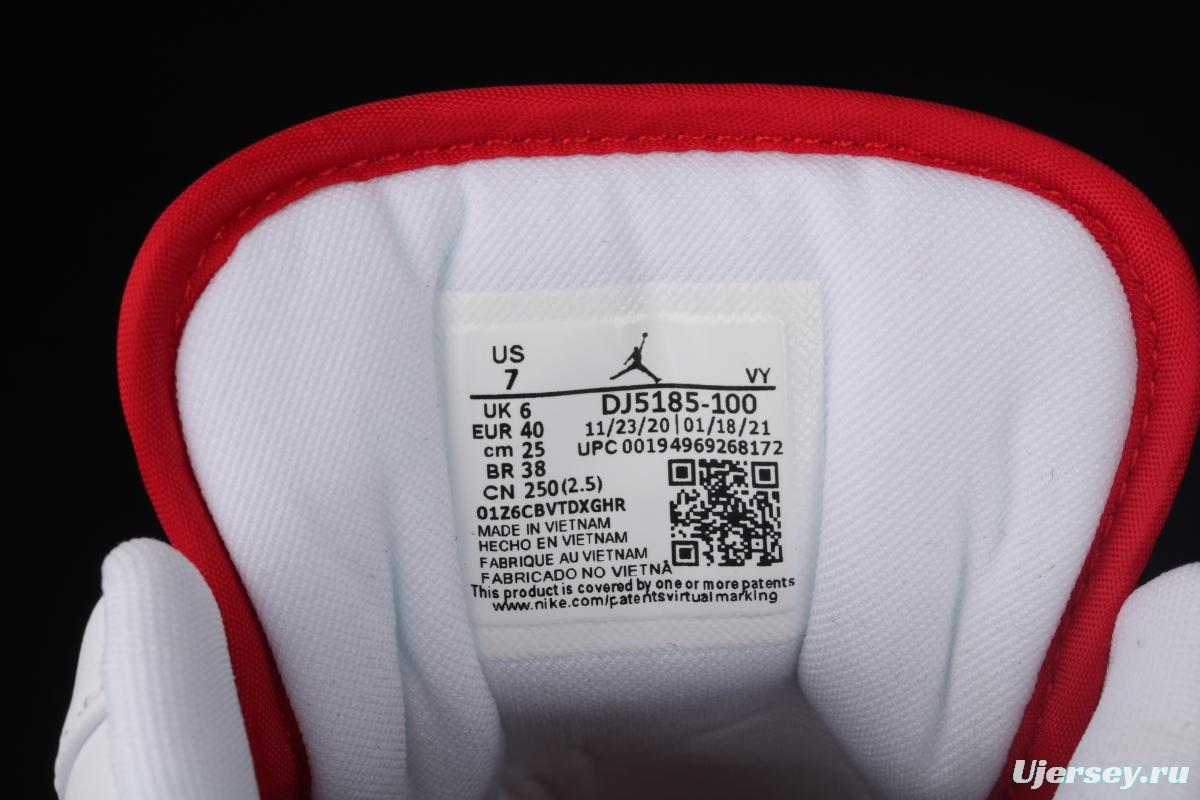 US
7
VY
UK 6
EUR 40
cm 25
BR 38
CN 250(2.5)
DJ5185-100
11/23/20|01/18/21
UPC 00194969268172
01Z6CBVTDXGHR
MADE IN VIETNAM
HECHO EN VIETNAM
FABRIQUE AU VIETNAM
FABRICADO NO VIETNÃ
This product is covered by one or more patents
www.nike.com/patentsvirtualmarking
Ujersey.ru